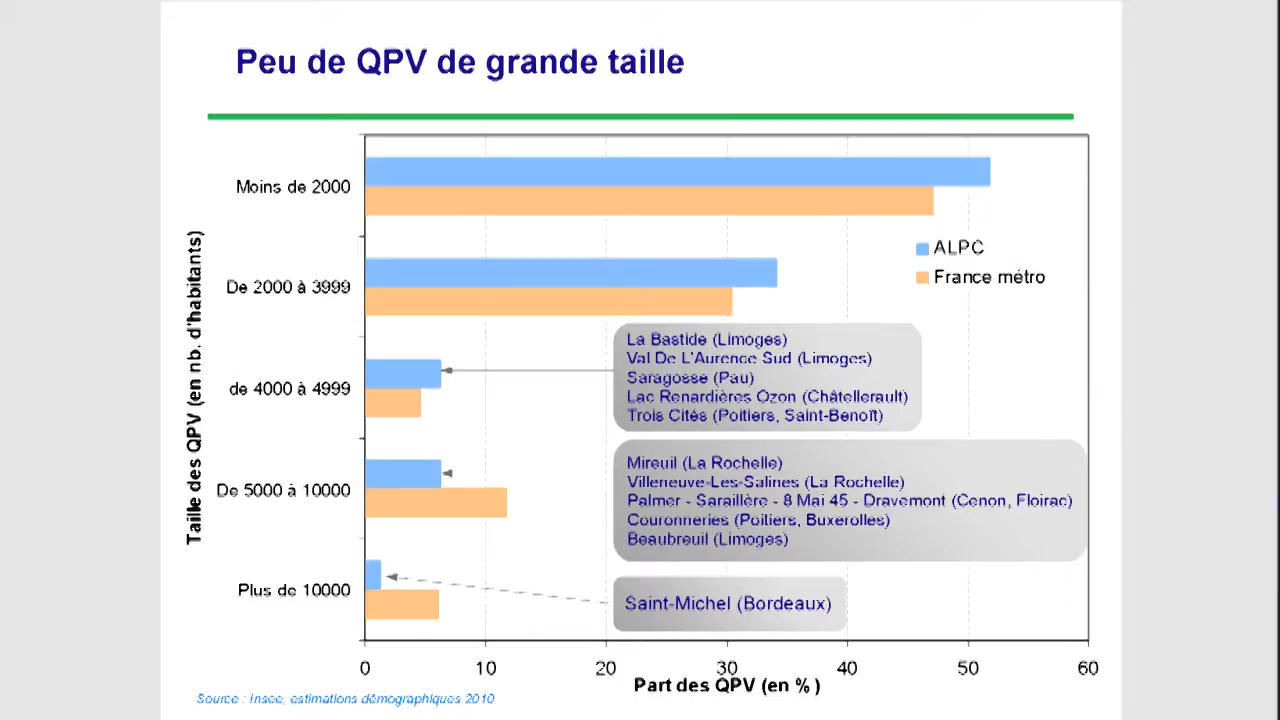 Peu de QPV de grande taille
Taille des QPV (en nb. d'habitants)
Moins de 2000
De 2000 à 3999
de 4000 à 4999
De 5000 à 10000
Plus de 10000
ALPC
France métro
La Bastide (Limoges)
Val De L'Aurence Sud (Limoges)
Saragosse (Pau)
Lac Renardières Ozon (Châtellerault)
Trois Cités (Poitiers, Saint-Benoît)
Mireuil (La Rochelle)
Villeneuve-Les-Salines (La Rochelle)
Palmer - Saraillère - 8 Mai 45 - Dravemont (Cenon, Floirac)
Couronneries (Poitiers, Buxerolles)
Beaubreuil (Limoges)
Saint-Michel (Bordeaux)
0 10 20 30 40 50 60
Part des QPV (en %)
Source : Insee, estimations démographiques 2010